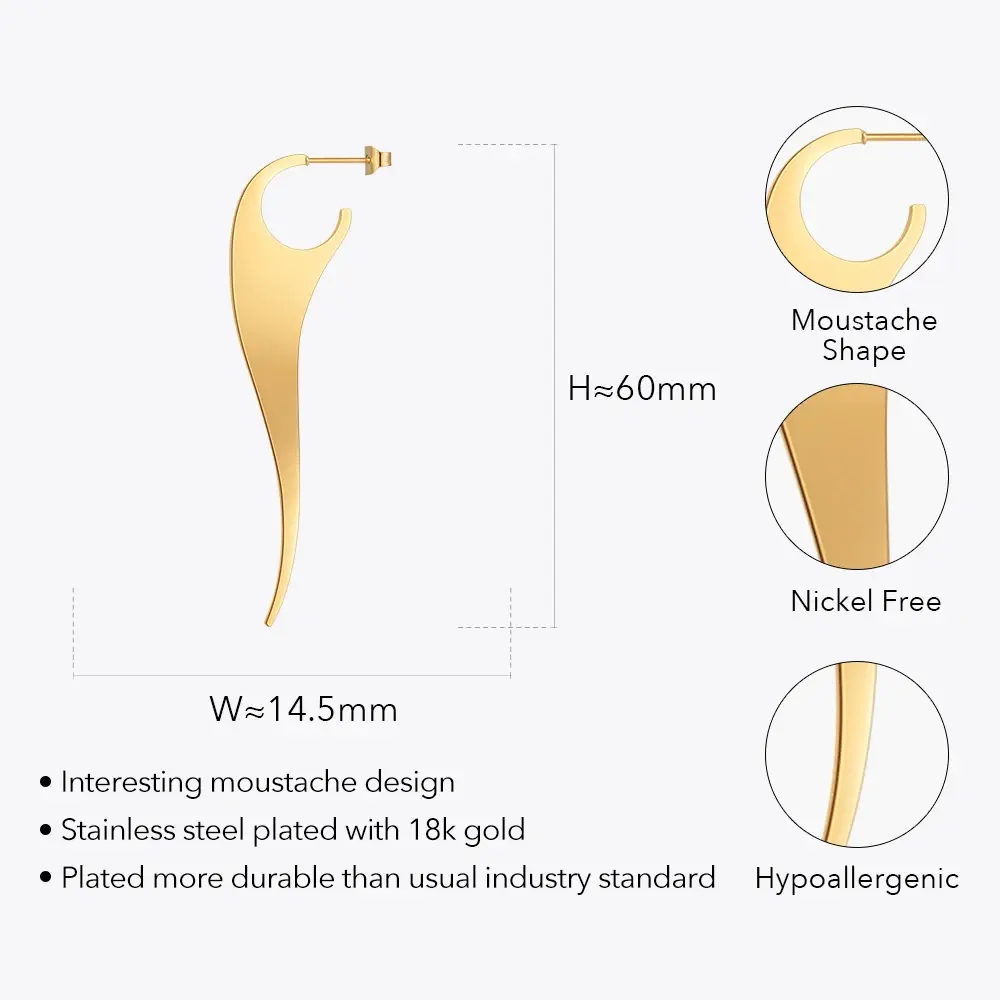 H≈60mm
W≈14.5mm
Moustache
Shape
Nickel Free
Hypoallergenic
• Interesting moustache design
• Stainless steel plated with 18k gold
• Plated more durable than usual industry standard